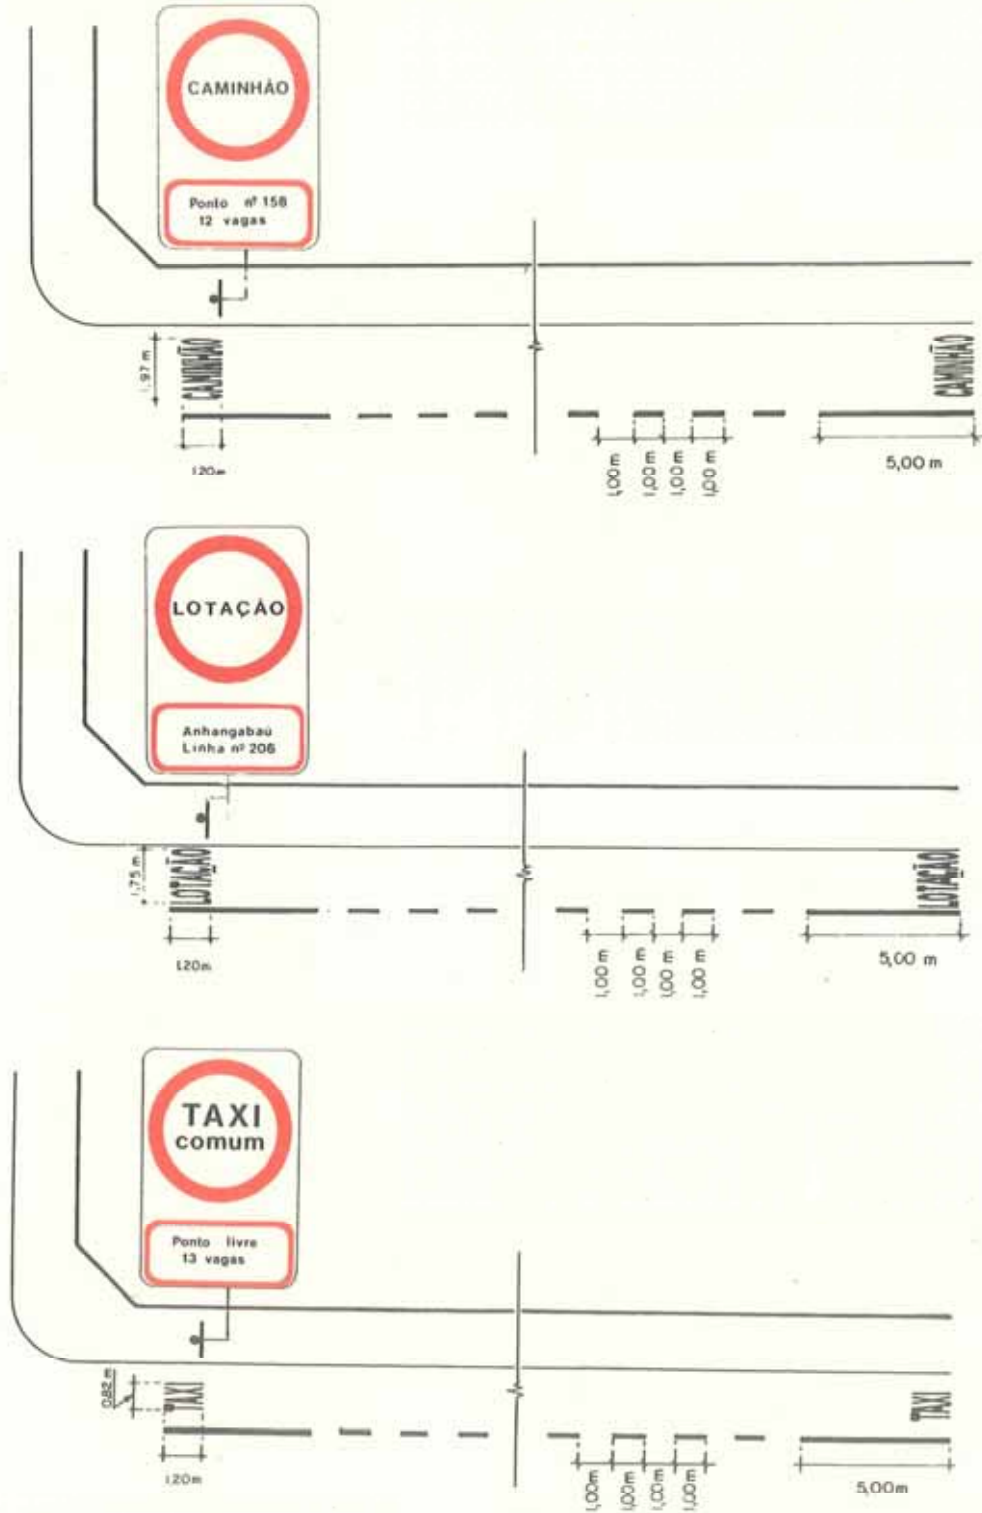 CAMINHÃO
Ponto nº 158
12 vagas
1,97 m
CAMINHÃO
CAMINHÃO
1,20m
1,00 m
1,00 m
1,00 m
1,00 m
5,00 m
LOTAÇÃO
Anhangabaú
Linha nº 206
1,75 m
LOTAÇÃO
LOTAÇÃO
1,20m
1,00 m
1,00 m
1,00 m
1,00 m
5,00 m
TAXI
comum
Ponto livre
13 vagas
0,82 m
TAXI
TAXI
1,20m
1,00m
1,00m
1,00m
1,00m
5,00m